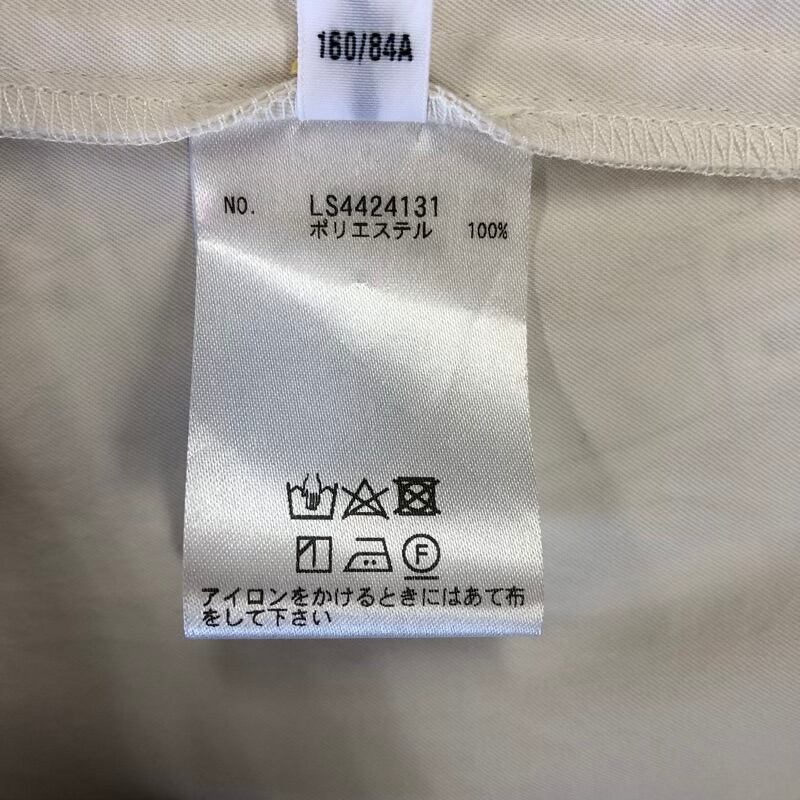 160/84A
NO. LS4424131
ポリエステル 100%
F
アイロンをかけるときにはあて布
をして下さい